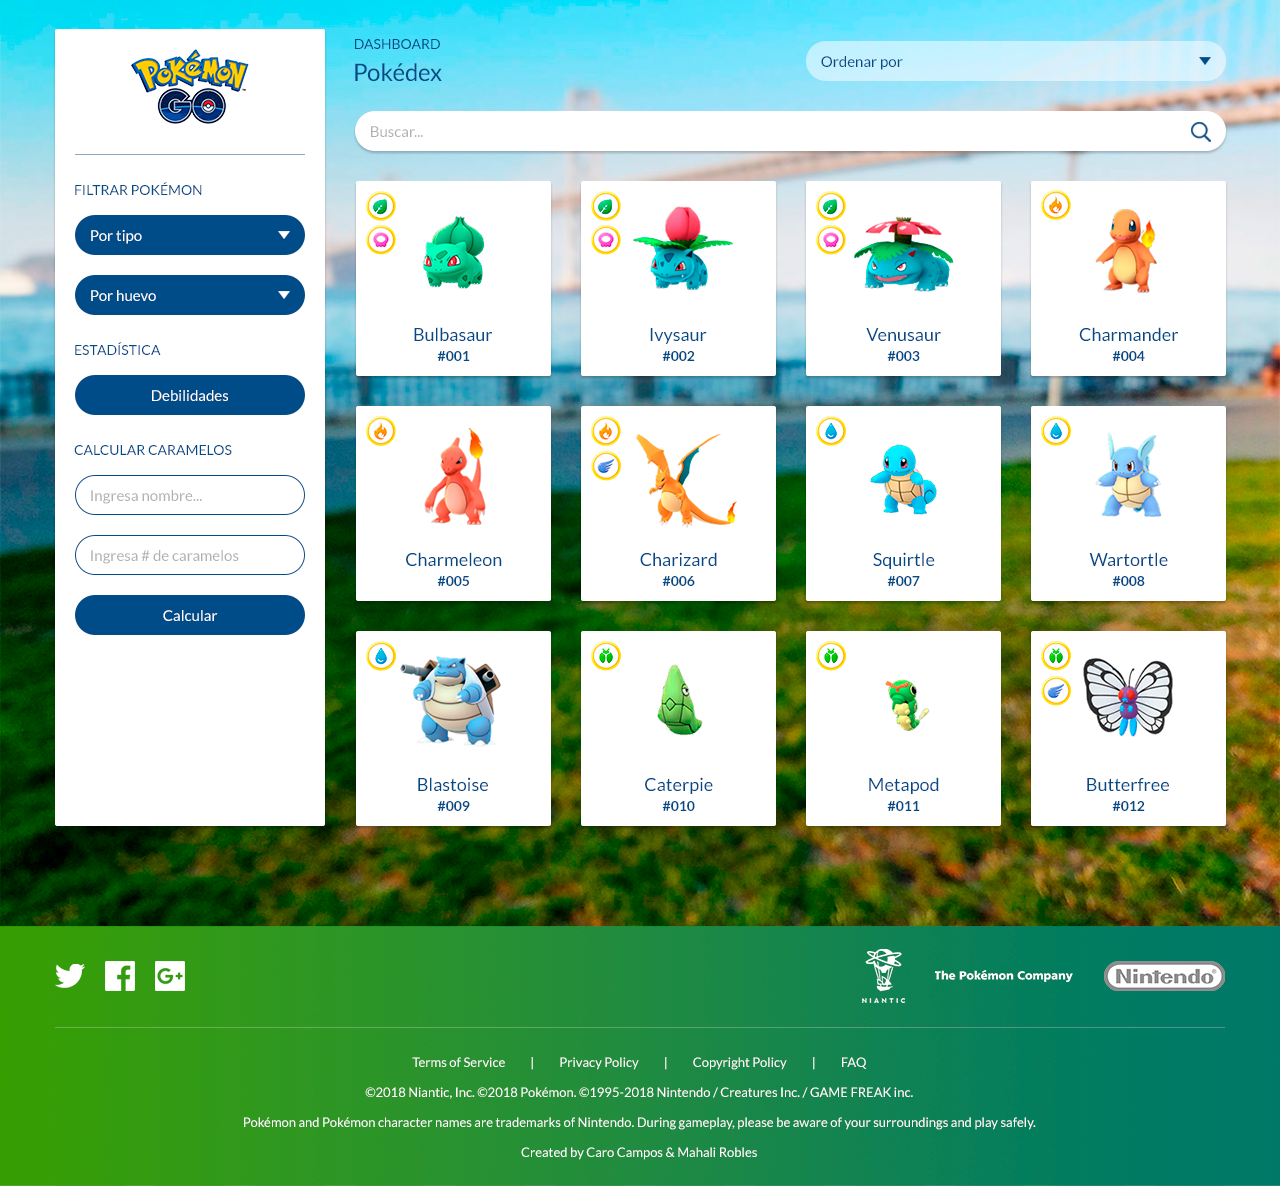 POKÉMON
GO
FILTRAR POKÉMON
Por tipo
Por huevo
ESTADÍSTICA
Debilidades
CALCULAR CARAMELOS
Ingresa nombre...
Ingresa # de caramelos
Calcular
DASHBOARD
Pokédex
Ordenar por
Buscar...
Bulbasaur
#001
Ivysaur
#002
Venusaur
#003
Charmander
#004
Charmeleon
#005
Charizard
#006
Squirtle
#007
Wartortle
#008
Blastoise
#009
Caterpie
#010
Metapod
#011
Butterfree
#012
G+
NIANTIC
The Pokémon Company
Nintendo®
Terms of Service | Privacy Policy | Copyright Policy | FAQ
©2018 Niantic, Inc. ©2018 Pokémon. ©1995-2018 Nintendo / Creatures Inc. / GAME FREAK inc.
Pokémon and Pokémon character names are trademarks of Nintendo. During gameplay, please be aware of your surroundings and play safely.
Created by Caro Campos & Mahali Robles